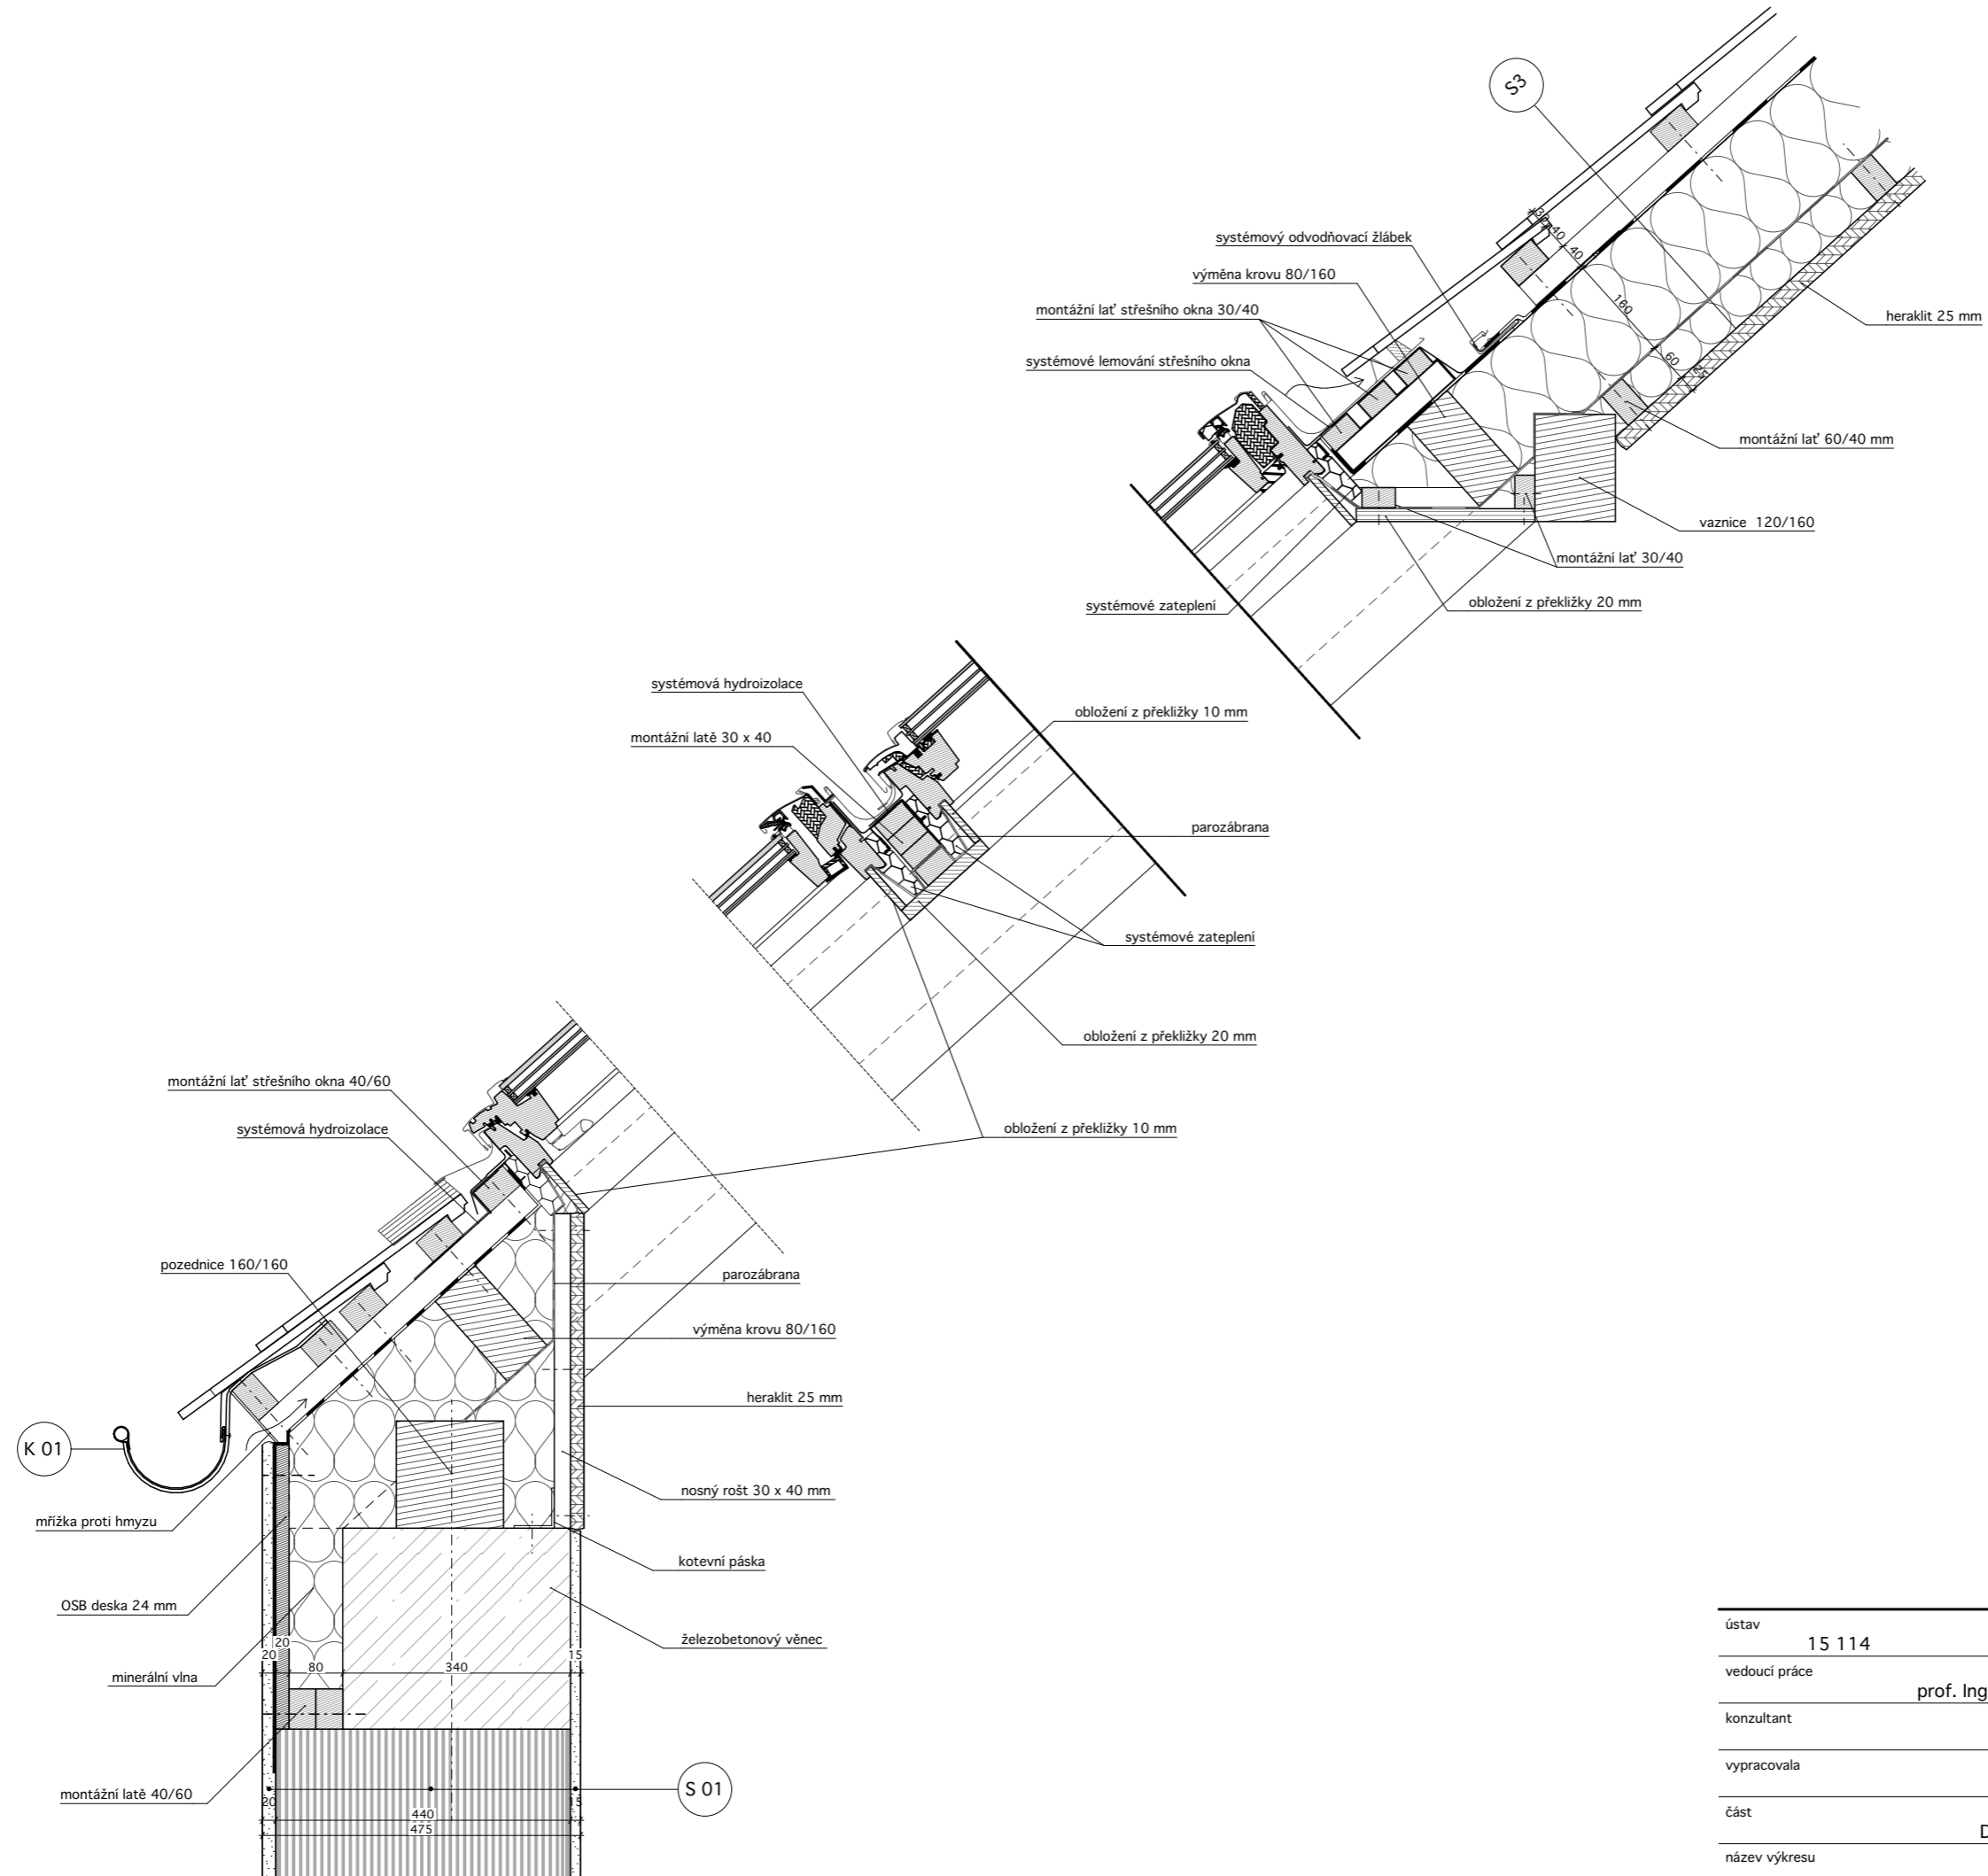 S3
systémový odvodňovací žlábek
výměna krovu 80/160
montážní lať střešního okna 30/40
systémové lemování střešního okna
30
40
40
160
60
25
heraklit 25 mm
montážní lať 60/40 mm
vaznice 120/160
montážní lať 30/40
systémové zateplení
obložení z překližky 20 mm
systémová hydroizolace
montážní latě 30 x 40
obložení z překližky 10 mm
parozábrana
systémové zateplení
obložení z překližky 20 mm
obložení z překližky 10 mm
montážní lať střešního okna 40/60
systémová hydroizolace
pozednice 160/160
parozábrana
výměna krovu 80/160
heraklit 25 mm
K 01
nosný rošt 30 x 40 mm
mřížka proti hmyzu
kotevní páska
OSB deska 24 mm
železobetonový věnec
20
20
80
340
15
minerální vlna
montážní latě 40/60
S 01
20
440
15
475
ústav
15 114
vedoucí práce
prof. Ing
konzultant
vypracovala
část
D
název výkresu